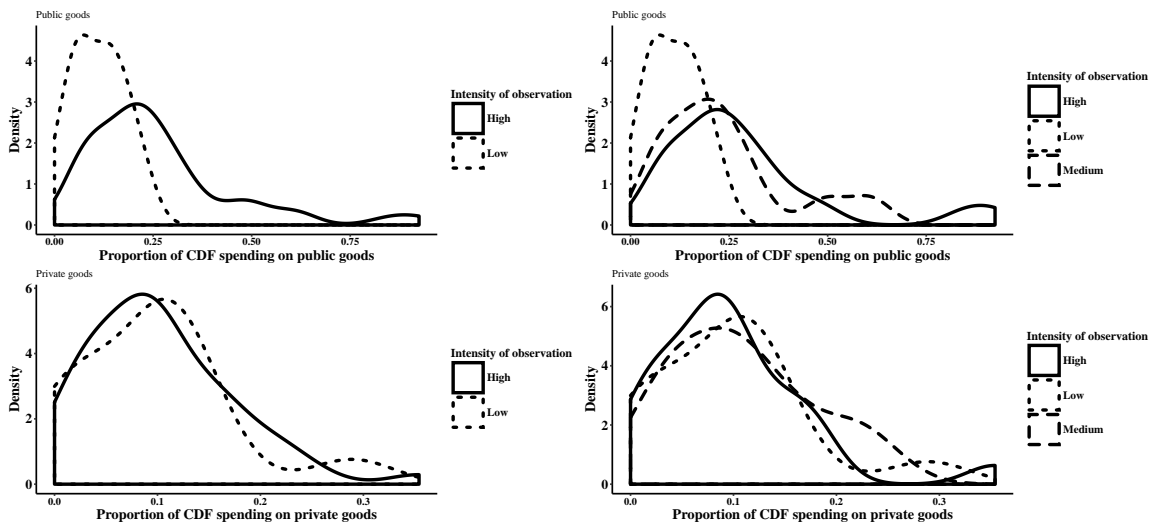 Public goods
Density
4
3
2
1
0
0.00 0.25 0.50 0.75
Proportion of CDF spending on public goods
Intensity of observation
High
Low
Public goods
Density
4
3
2
1
0
0.00 0.25 0.50 0.75
Proportion of CDF spending on public goods
Intensity of observation
High
Low
Medium
Private goods
Density
6
4
2
0
0.0 0.1 0.2 0.3
Proportion of CDF spending on private goods
Intensity of observation
High
Low
Private goods
Density
6
4
2
0
0.0 0.1 0.2 0.3
Proportion of CDF spending on private goods
Intensity of observation
High
Low
Medium